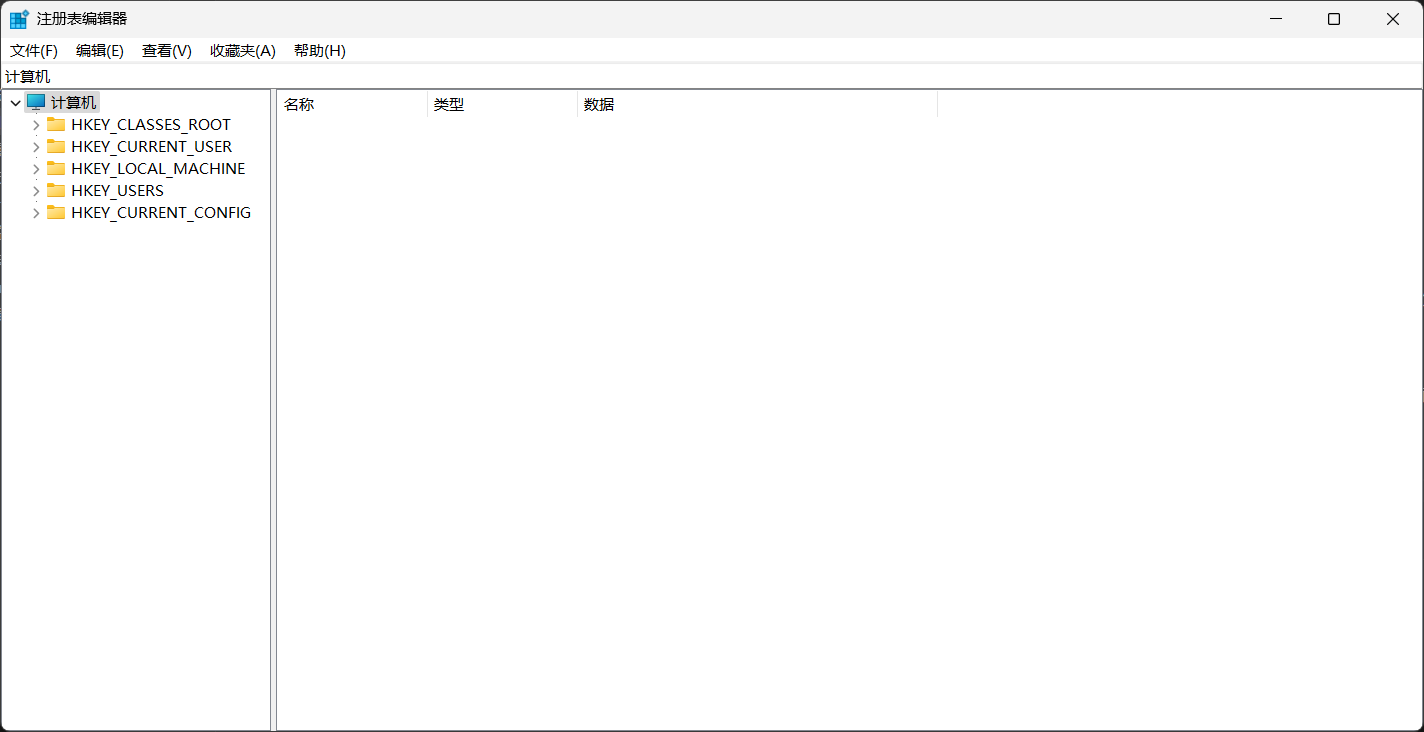 注册表编辑器
文件(F) 编辑(E) 查看(V) 收藏夹(A) 帮助(H)
计算机
计算机
HKEY_CLASSES_ROOT
HKEY_CURRENT_USER
HKEY_LOCAL_MACHINE
HKEY_USERS
HKEY_CURRENT_CONFIG
名称 类型 数据